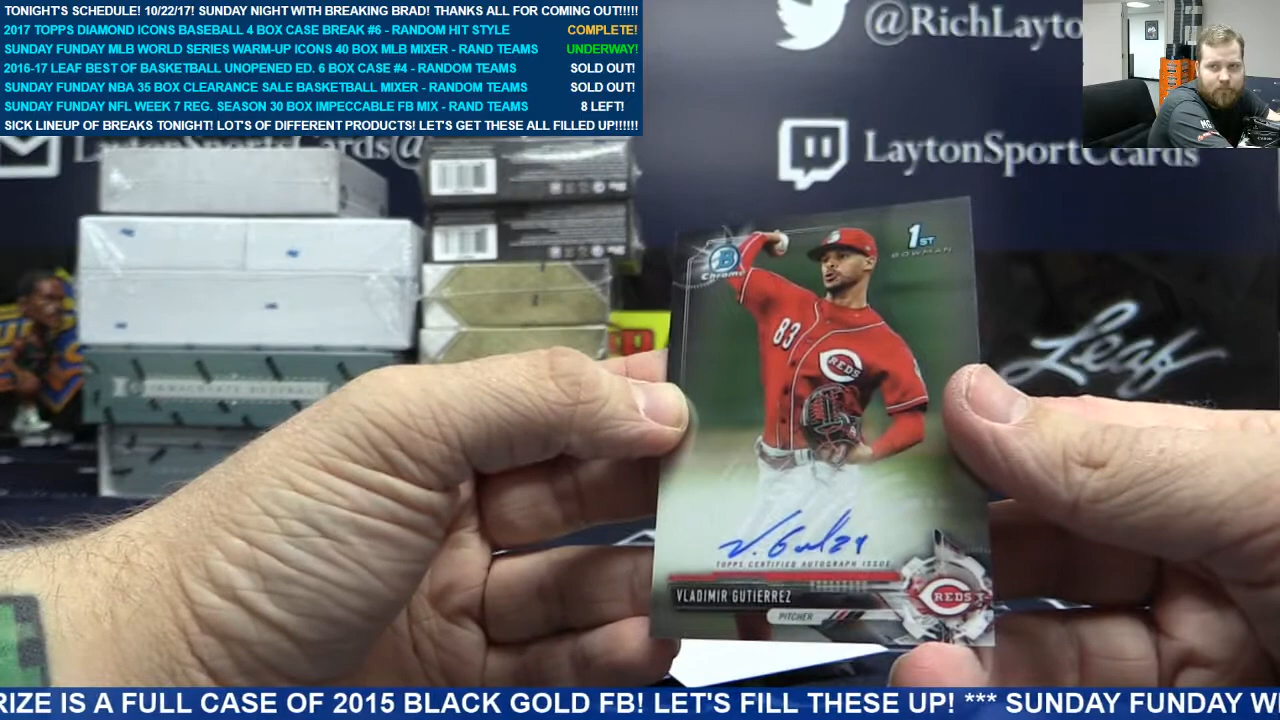 TONIGHT'S SCHEDULE! 10/22/17! SUNDAY NIGHT WITH BREAKING BRAD! THANKS ALL FOR COMING OUT!!!!!
2017 TOPPS DIAMOND ICONS BASEBALL 4 BOX CASE BREAK #6 - RANDOM HIT STYLE COMPLETE!
SUNDAY FUNDAY MLB WORLD SERIES WARM-UP ICONS 40 BOX MLB MIXER - RAND TEAMS UNDERWAY!
2016-17 LEAF BEST OF BASKETBALL UNOPENED ED. 6 BOX CASE #4 - RANDOM TEAMS SOLD OUT!
SUNDAY FUNDAY NBA 35 BOX CLEARANCE SALE BASKETBALL MIXER - RANDOM TEAMS SOLD OUT!
SUNDAY FUNDAY NFL WEEK 7 REG. SEASON 30 BOX IMPECCABLE FB MIX - RAND TEAMS 8 LEFT!
SICK LINEUP OF BREAKS TONIGHT! LOT'S OF DIFFERENT PRODUCTS! LET'S GET THESE ALL FILLED UP!!!!!!
@RichLayto
LaytonSportsCards@
LaytonSportCcards
1ST
BOWMAN
B
Chrome
83
REDS
Leaf
TOPPS CERTIFIED AUTOGRAPH ISSUE
VLADIMIR GUTIERREZ
REDS
PITCHER
RIZE IS A FULL CASE OF 2015 BLACK GOLD FB! LET'S FILL THESE UP! *** SUNDAY FUNDAY W